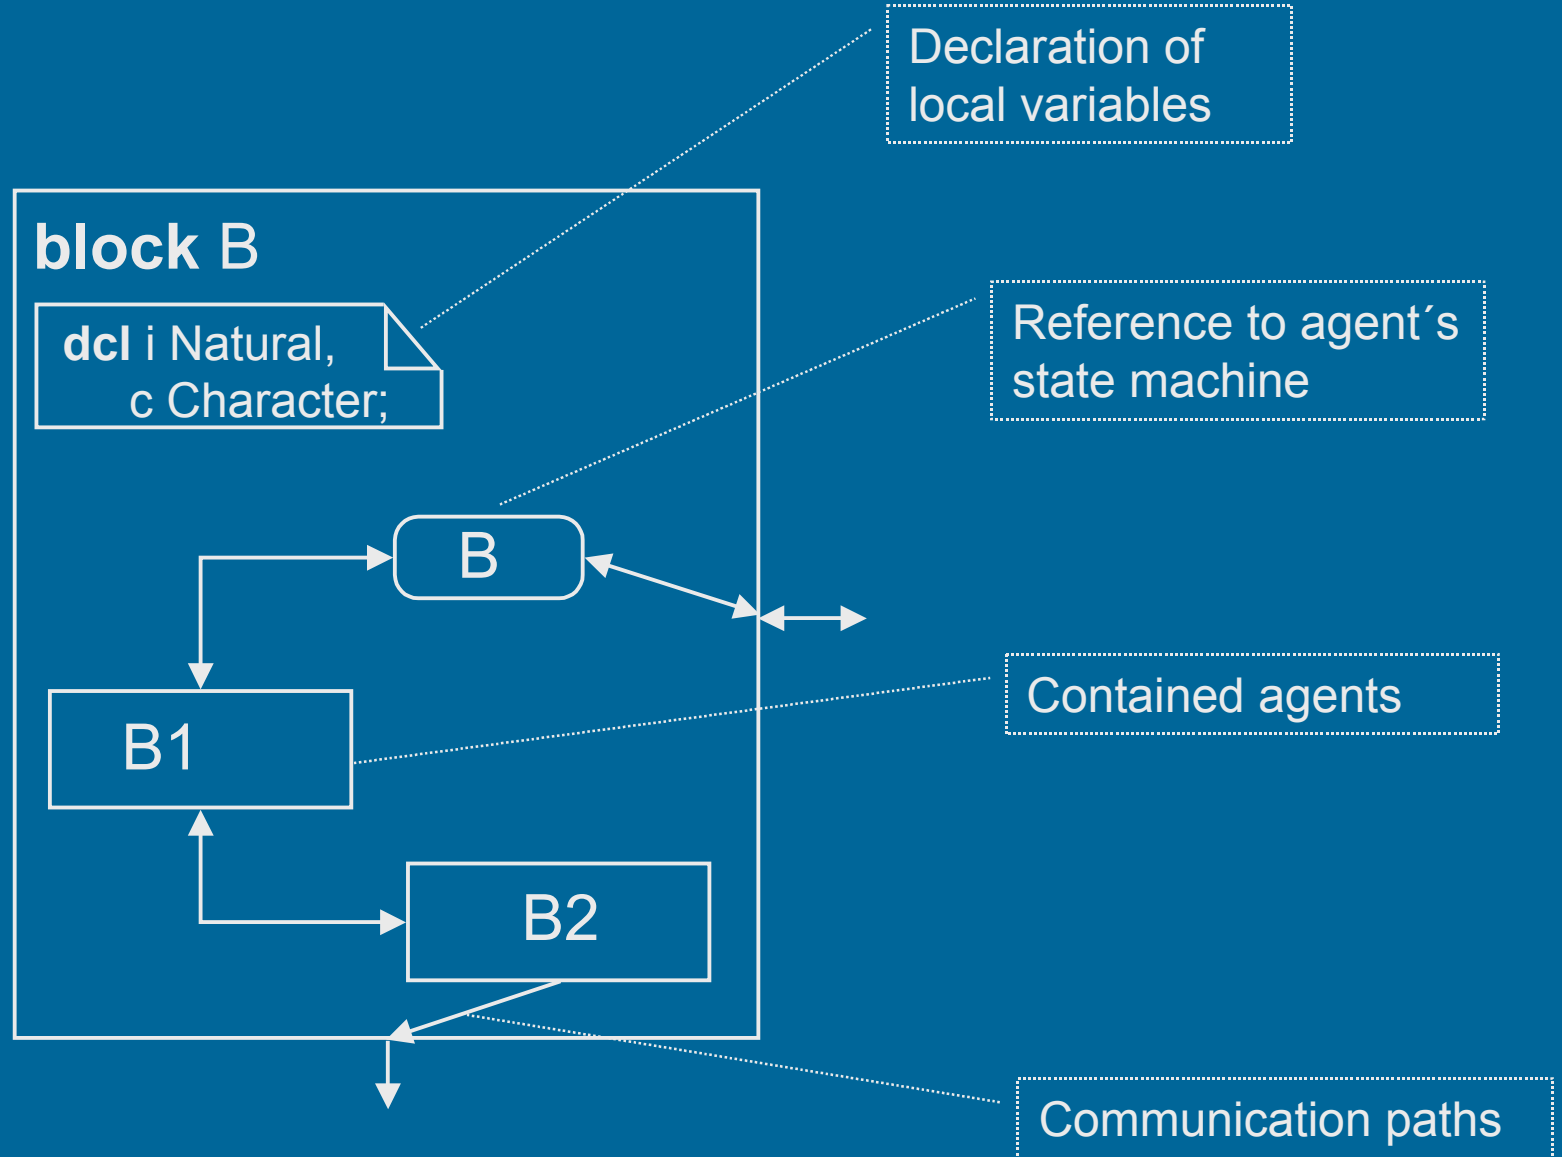 Declaration of
local variables
block B
dcl i Natural,
c Character;
Reference to agent´s
state machine
B
Contained agents
B1
B2
Communication paths